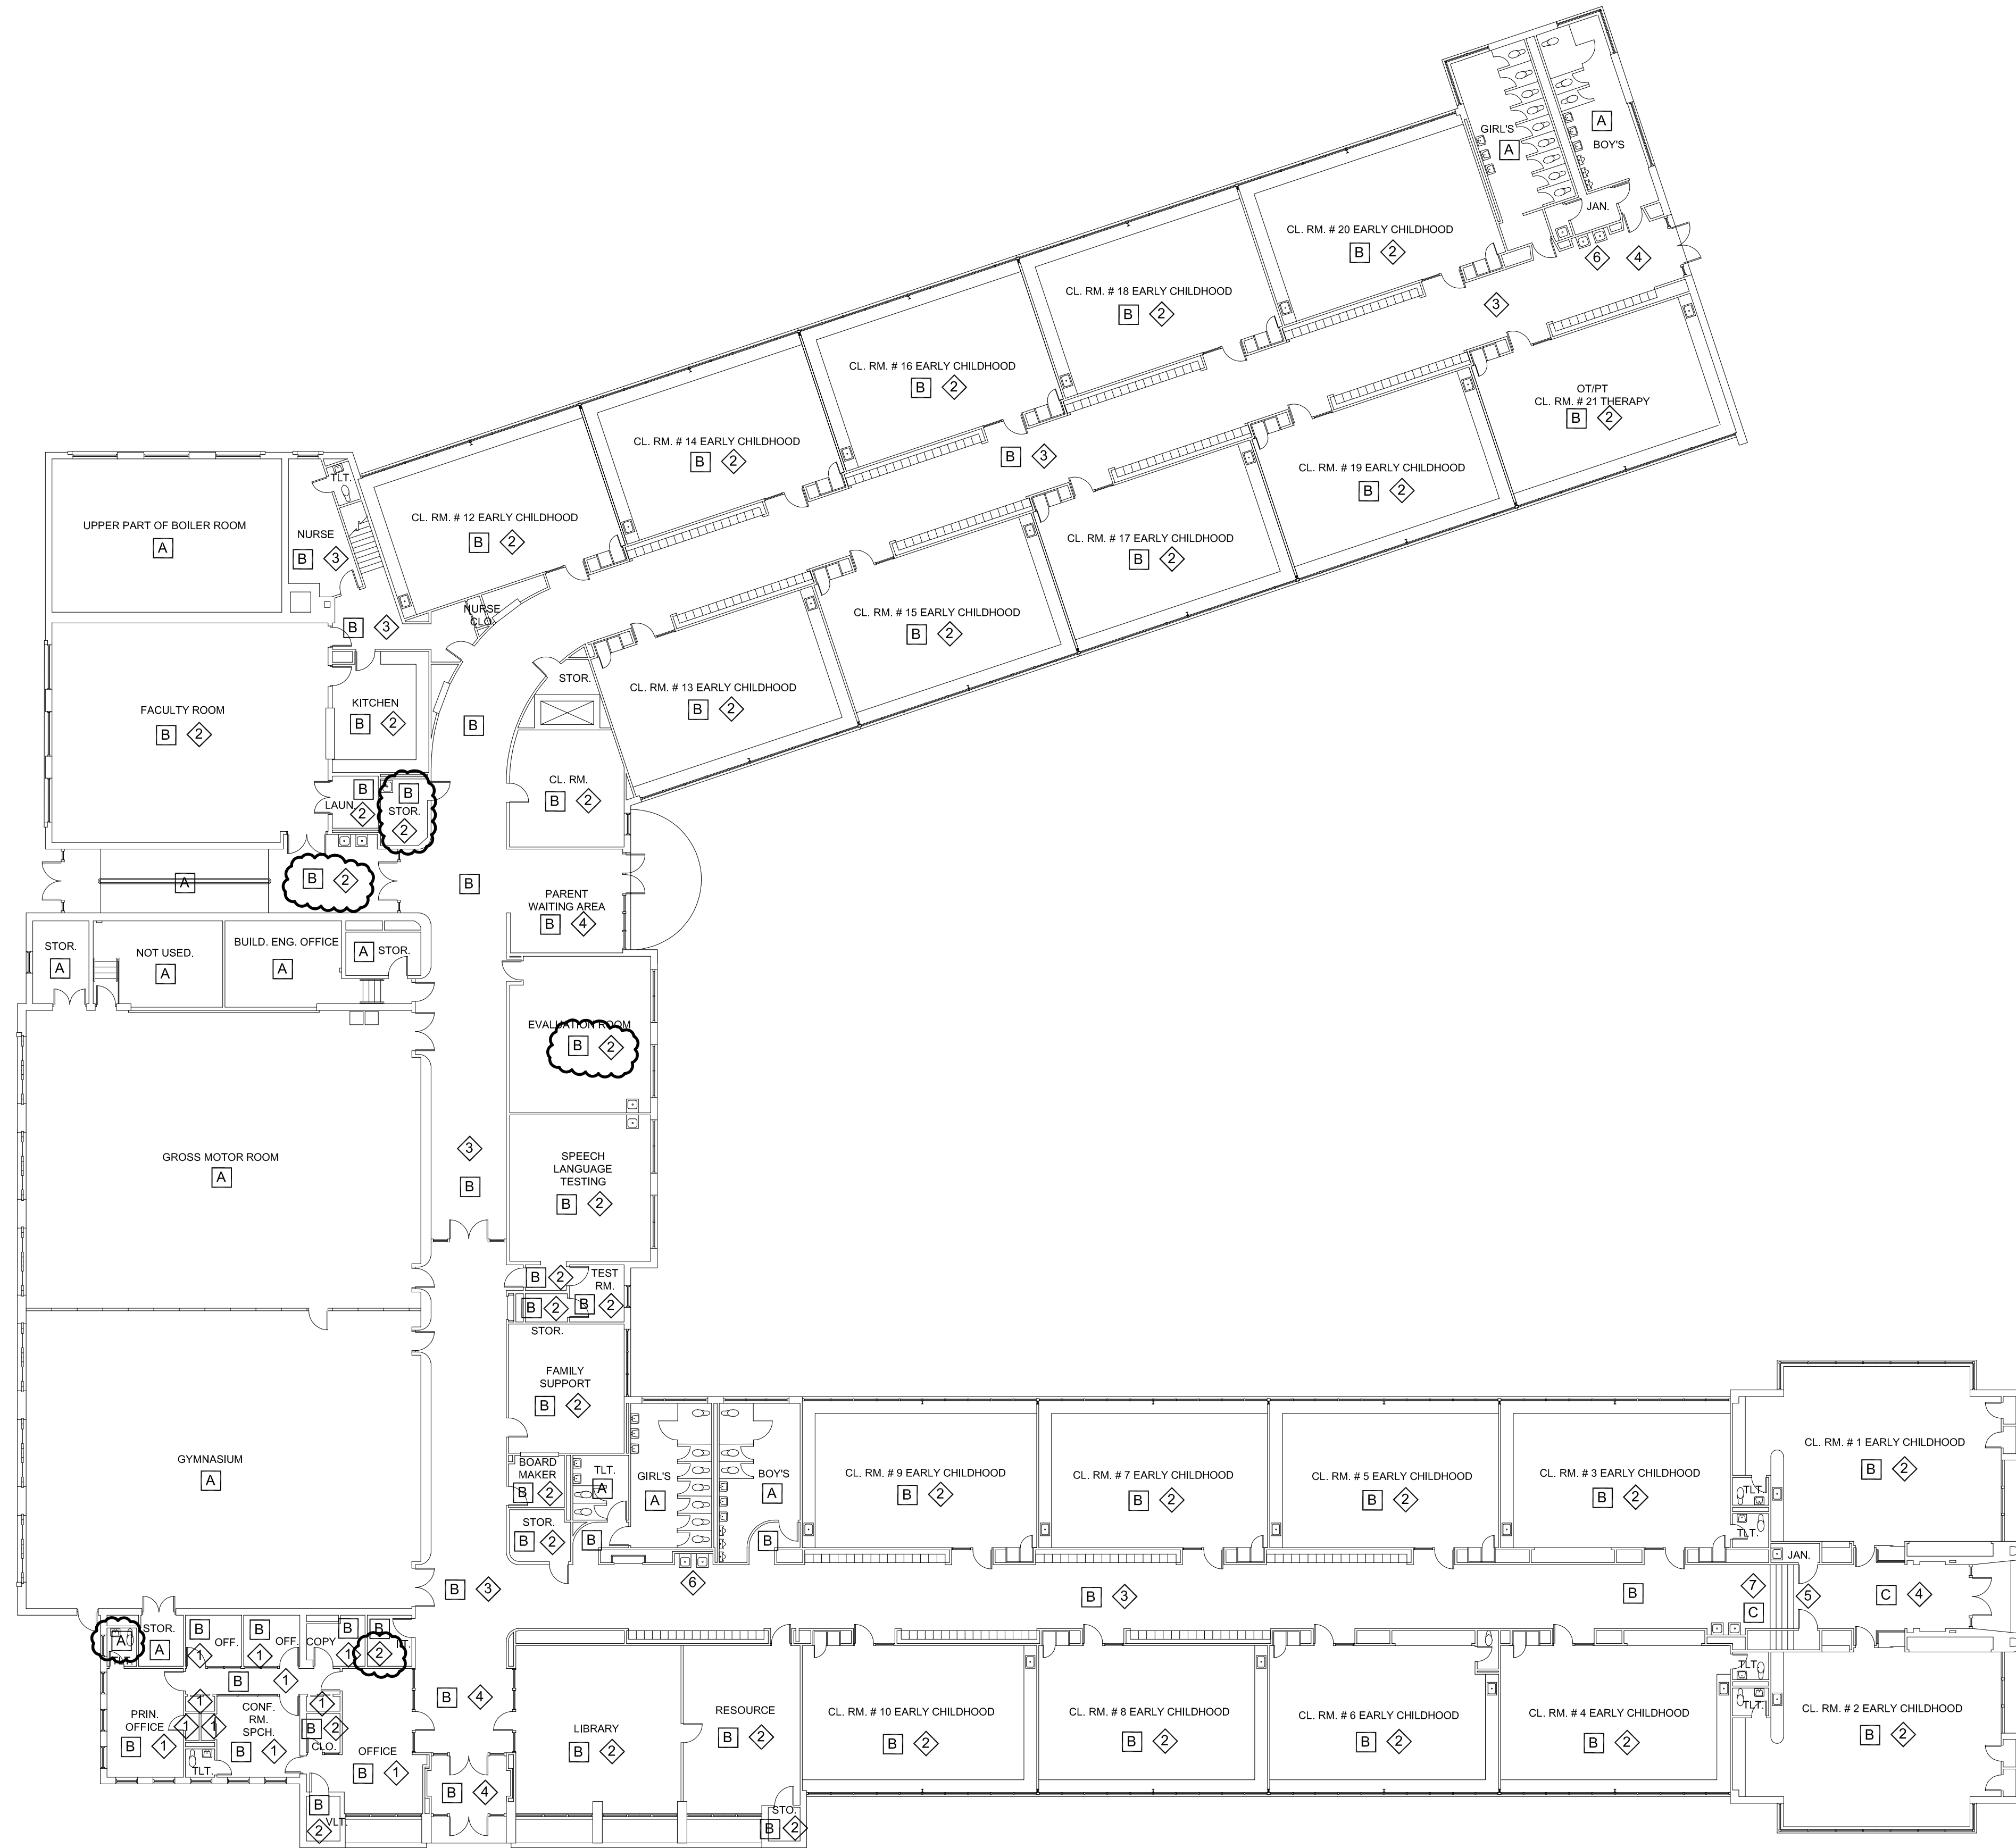 GIRL'S
A
A
BOY'S
JAN.
6
4
CL. RM. # 20 EARLY CHILDHOOD
B 2
3
CL. RM. # 18 EARLY CHILDHOOD
B 2
CL. RM. # 16 EARLY CHILDHOOD
B 2
OT/PT
CL. RM. # 21 THERAPY
B 2
CL. RM. # 14 EARLY CHILDHOOD
B 2
B 3
CL. RM. # 19 EARLY CHILDHOOD
B 2
TLT.
CL. RM. # 12 EARLY CHILDHOOD
B 2
UPPER PART OF BOILER ROOM
A
NURSE
B 3
CL. RM. # 17 EARLY CHILDHOOD
B 2
NURSE
CLO.
CL. RM. # 15 EARLY CHILDHOOD
B 2
B 3
STOR.
CL. RM. # 13 EARLY CHILDHOOD
B 2
FACULTY ROOM
B 2
KITCHEN
B 2
B
CL. RM.
B 2
B
LAUN.
2
B
STOR.
2
A
B 2
B
PARENT
WAITING AREA
B 4
STOR.
A
NOT USED.
A
BUILD. ENG. OFFICE
A
A STOR.
EVALUATION ROOM
B 2
GROSS MOTOR ROOM
A
3
B
SPEECH
LANGUAGE
TESTING
B 2
B 2
TEST
RM.
B 2
B 2
STOR.
FAMILY
SUPPORT
B 2
GYMNASIUM
A
BOARD
MAKER
B 2
TLT.
A
GIRL'S
A
BOY'S
A
STOR.
B 2
B
B
CL. RM. # 9 EARLY CHILDHOOD
B 2
CL. RM. # 7 EARLY CHILDHOOD
B 2
CL. RM. # 5 EARLY CHILDHOOD
B 2
CL. RM. # 3 EARLY CHILDHOOD
B 2
TLT.
TLT.
CL. RM. # 1 EARLY CHILDHOOD
B 2
JAN.
B 3
6
B 3
B
7
C
5
C 4
A
TLT.
STOR.
A
B
OFF.
1
B
OFF.
1
COPY
B
1
B
2
B 1
1
PRIN.
OFFICE
B 1
1
1
CONF.
RM.
SPCH.
B 1
TLT.
1
B 2
CLO.
OFFICE
B 1
B
VLT.
2
B 4
B 4
LIBRARY
B 2
RESOURCE
B 2
STO.
B 2
CL. RM. # 10 EARLY CHILDHOOD
B 2
CL. RM. # 8 EARLY CHILDHOOD
B 2
CL. RM. # 6 EARLY CHILDHOOD
B 2
CL. RM. # 4 EARLY CHILDHOOD
B 2
TLT.
TLT.
CL. RM. # 2 EARLY CHILDHOOD
B 2